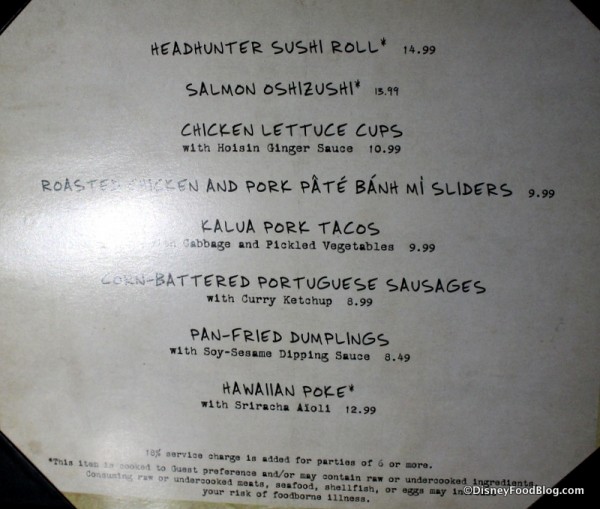 HEADHUNTER SUSHI ROLL* 14.99
SALMON OSHIZUSHI* 13.99
CHICKEN LETTUCE CUPS
with Hoisin Ginger Sauce 10.99
ROASTED CHICKEN AND PORK PÂTÉ BÁNH MÌ SLIDERS 9.99
KALUA PORK TACOS
with Cabbage and Pickled Vegetables 9.99
CORN-BATTERED PORTUGUESE SAUSAGES
with Curry Ketchup 8.99
PAN-FRIED DUMPLINGS
with Soy-Sesame Dipping Sauce 8.49
HAWAIIAN POKE*
with Sriracha Aioli 12.99
18% service charge is added for parties of 6 or more.
*This item is cooked to Guest preference and/or may contain raw or undercooked ingredients.
Consuming raw or undercooked meats, seafood, shellfish, or eggs may
your risk of foodborne illness.
©DisneyFoodBlog.com